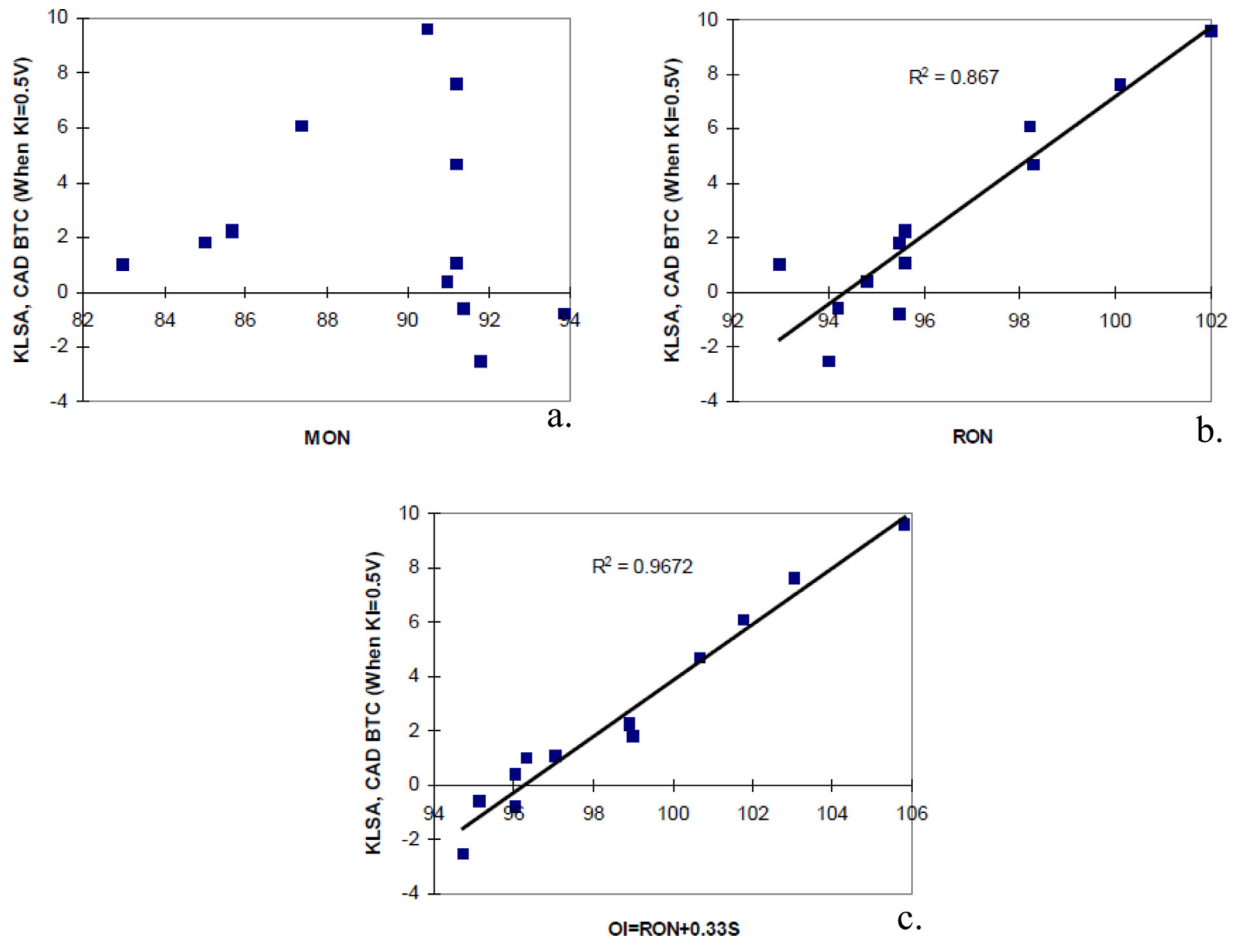 10
8
6
4
2
0
-2
-4
82 84 86 88 90 92 94
KLSA, CAD BTC (When KI=0.5V)
MON
a.
10
8
6
4
2
0
-2
-4
92 94 96 98 100 102
KLSA, CAD BTC (When KI=0.5V)
R² = 0.867
RON
b.
10
8
6
4
2
0
-2
-4
94 96 98 100 102 104 106
KLSA, CAD BTC (When KI=0.5V)
R² = 0.9672
OI=RON+0.33S
c.